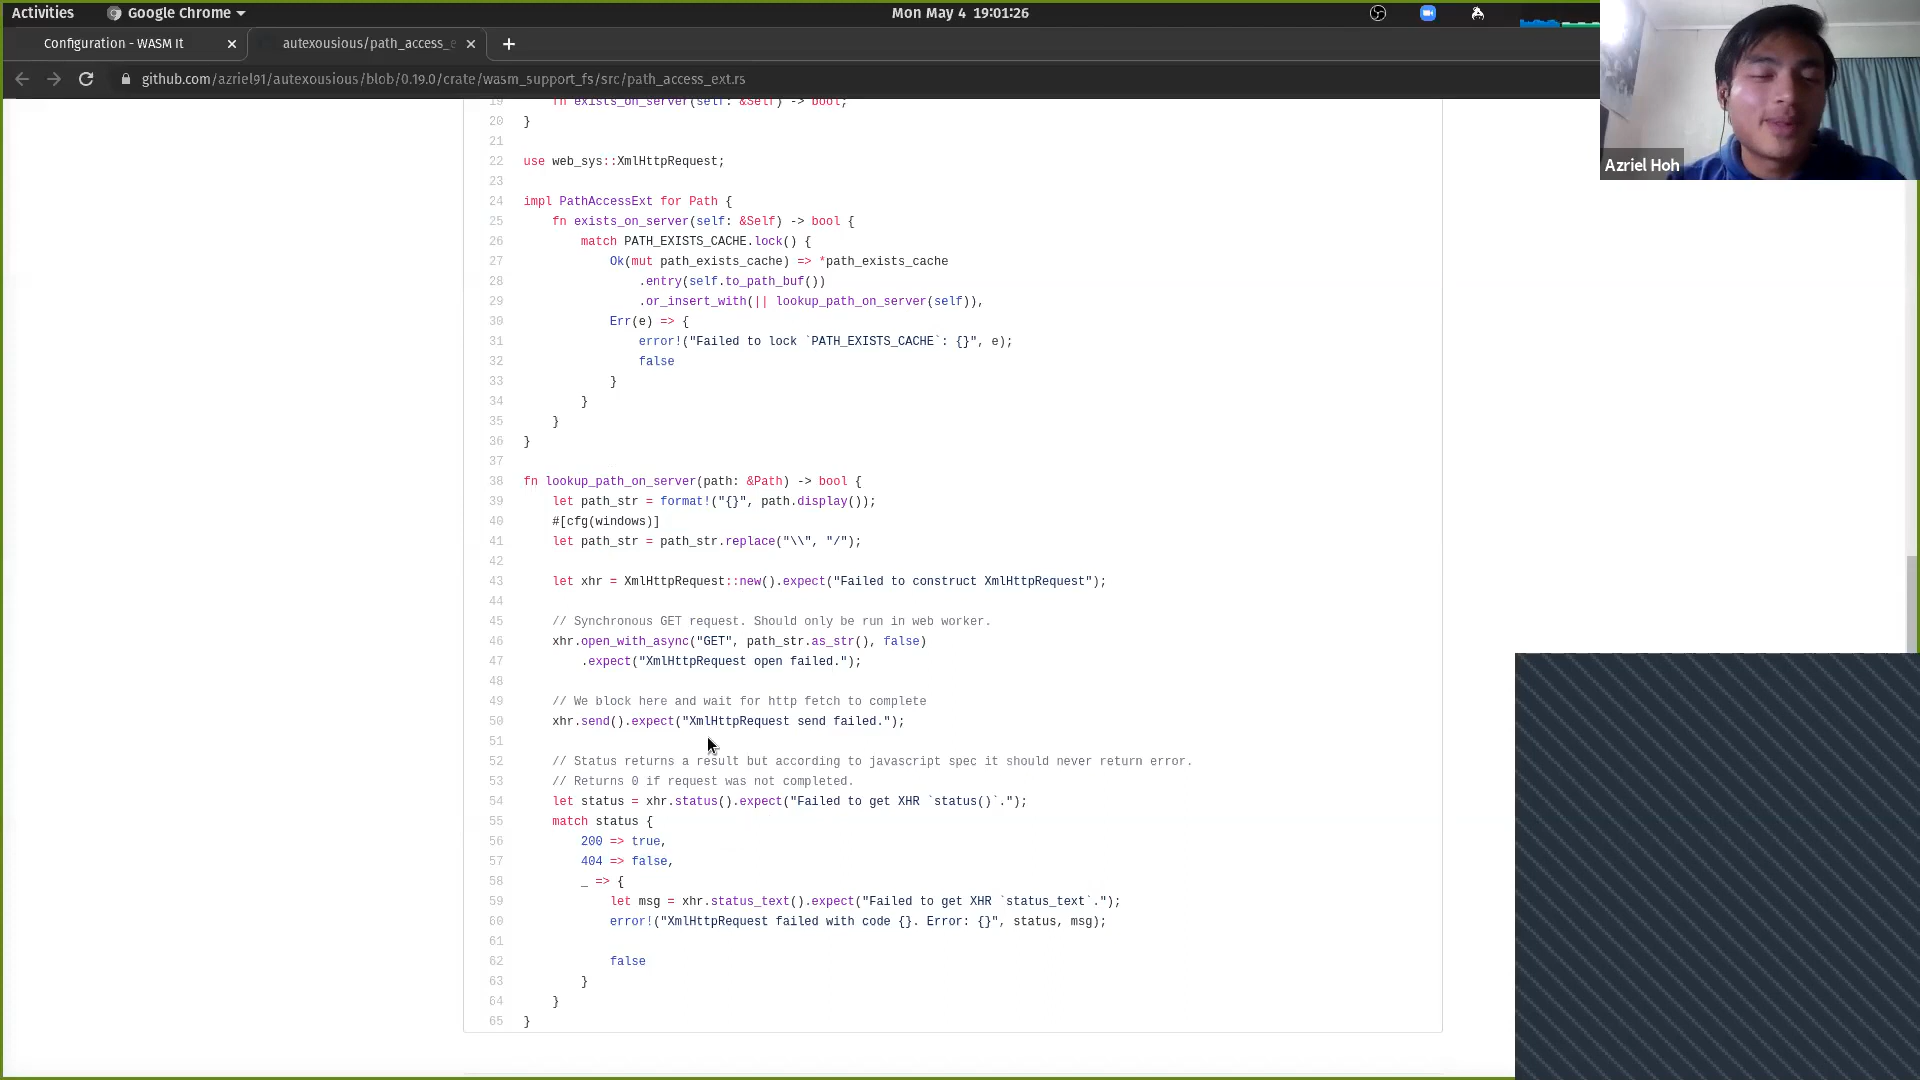 Activities
Google Chrome
Mon May 4 19:01:26
Configuration - WASM It
autexousious/path_access_e
github.com/azriel91/autexousious/blob/0.19.0/crate/wasm_support_fs/src/path_access_ext.rs
Azriel Hoh
19 fn exists_on_server(self: &Self) -> bool;
20 }
21
22 use web_sys::XmlHttpRequest;
23
24 impl PathAccessExt for Path {
25 fn exists_on_server(self: &Self) -> bool {
26 match PATH_EXISTS_CACHE.lock() {
27 Ok(mut path_exists_cache) => *path_exists_cache
28 .entry(self.to_path_buf())
29 .or_insert_with(|| lookup_path_on_server(self)),
30 Err(e) => {
31 error!("Failed to lock `PATH_EXISTS_CACHE`: {}", e);
32 false
33 }
34 }
35 }
36 }
37
38 fn lookup_path_on_server(path: &Path) -> bool {
39 let path_str = format!("{}", path.display());
40 #[cfg(windows)]
41 let path_str = path_str.replace("\\", "/");
42
43 let xhr = XmlHttpRequest::new().expect("Failed to construct XmlHttpRequest");
44
45 // Synchronous GET request. Should only be run in web worker.
46 xhr.open_with_async("GET", path_str.as_str(), false)
47 .expect("XmlHttpRequest open failed.");
48
49 // We block here and wait for http fetch to complete
50 xhr.send().expect("XmlHttpRequest send failed.");
51
52 // Status returns a result but according to javascript spec it should never return error.
53 // Returns 0 if request was not completed.
54 let status = xhr.status().expect("Failed to get XHR `status()`.");
55 match status {
56 200 => true,
57 404 => false,
58 _ => {
59 let msg = xhr.status_text().expect("Failed to get XHR `status_text`.");
60 error!("XmlHttpRequest failed with code {}. Error: {}", status, msg);
61
62 false
63 }
64 }
65 }